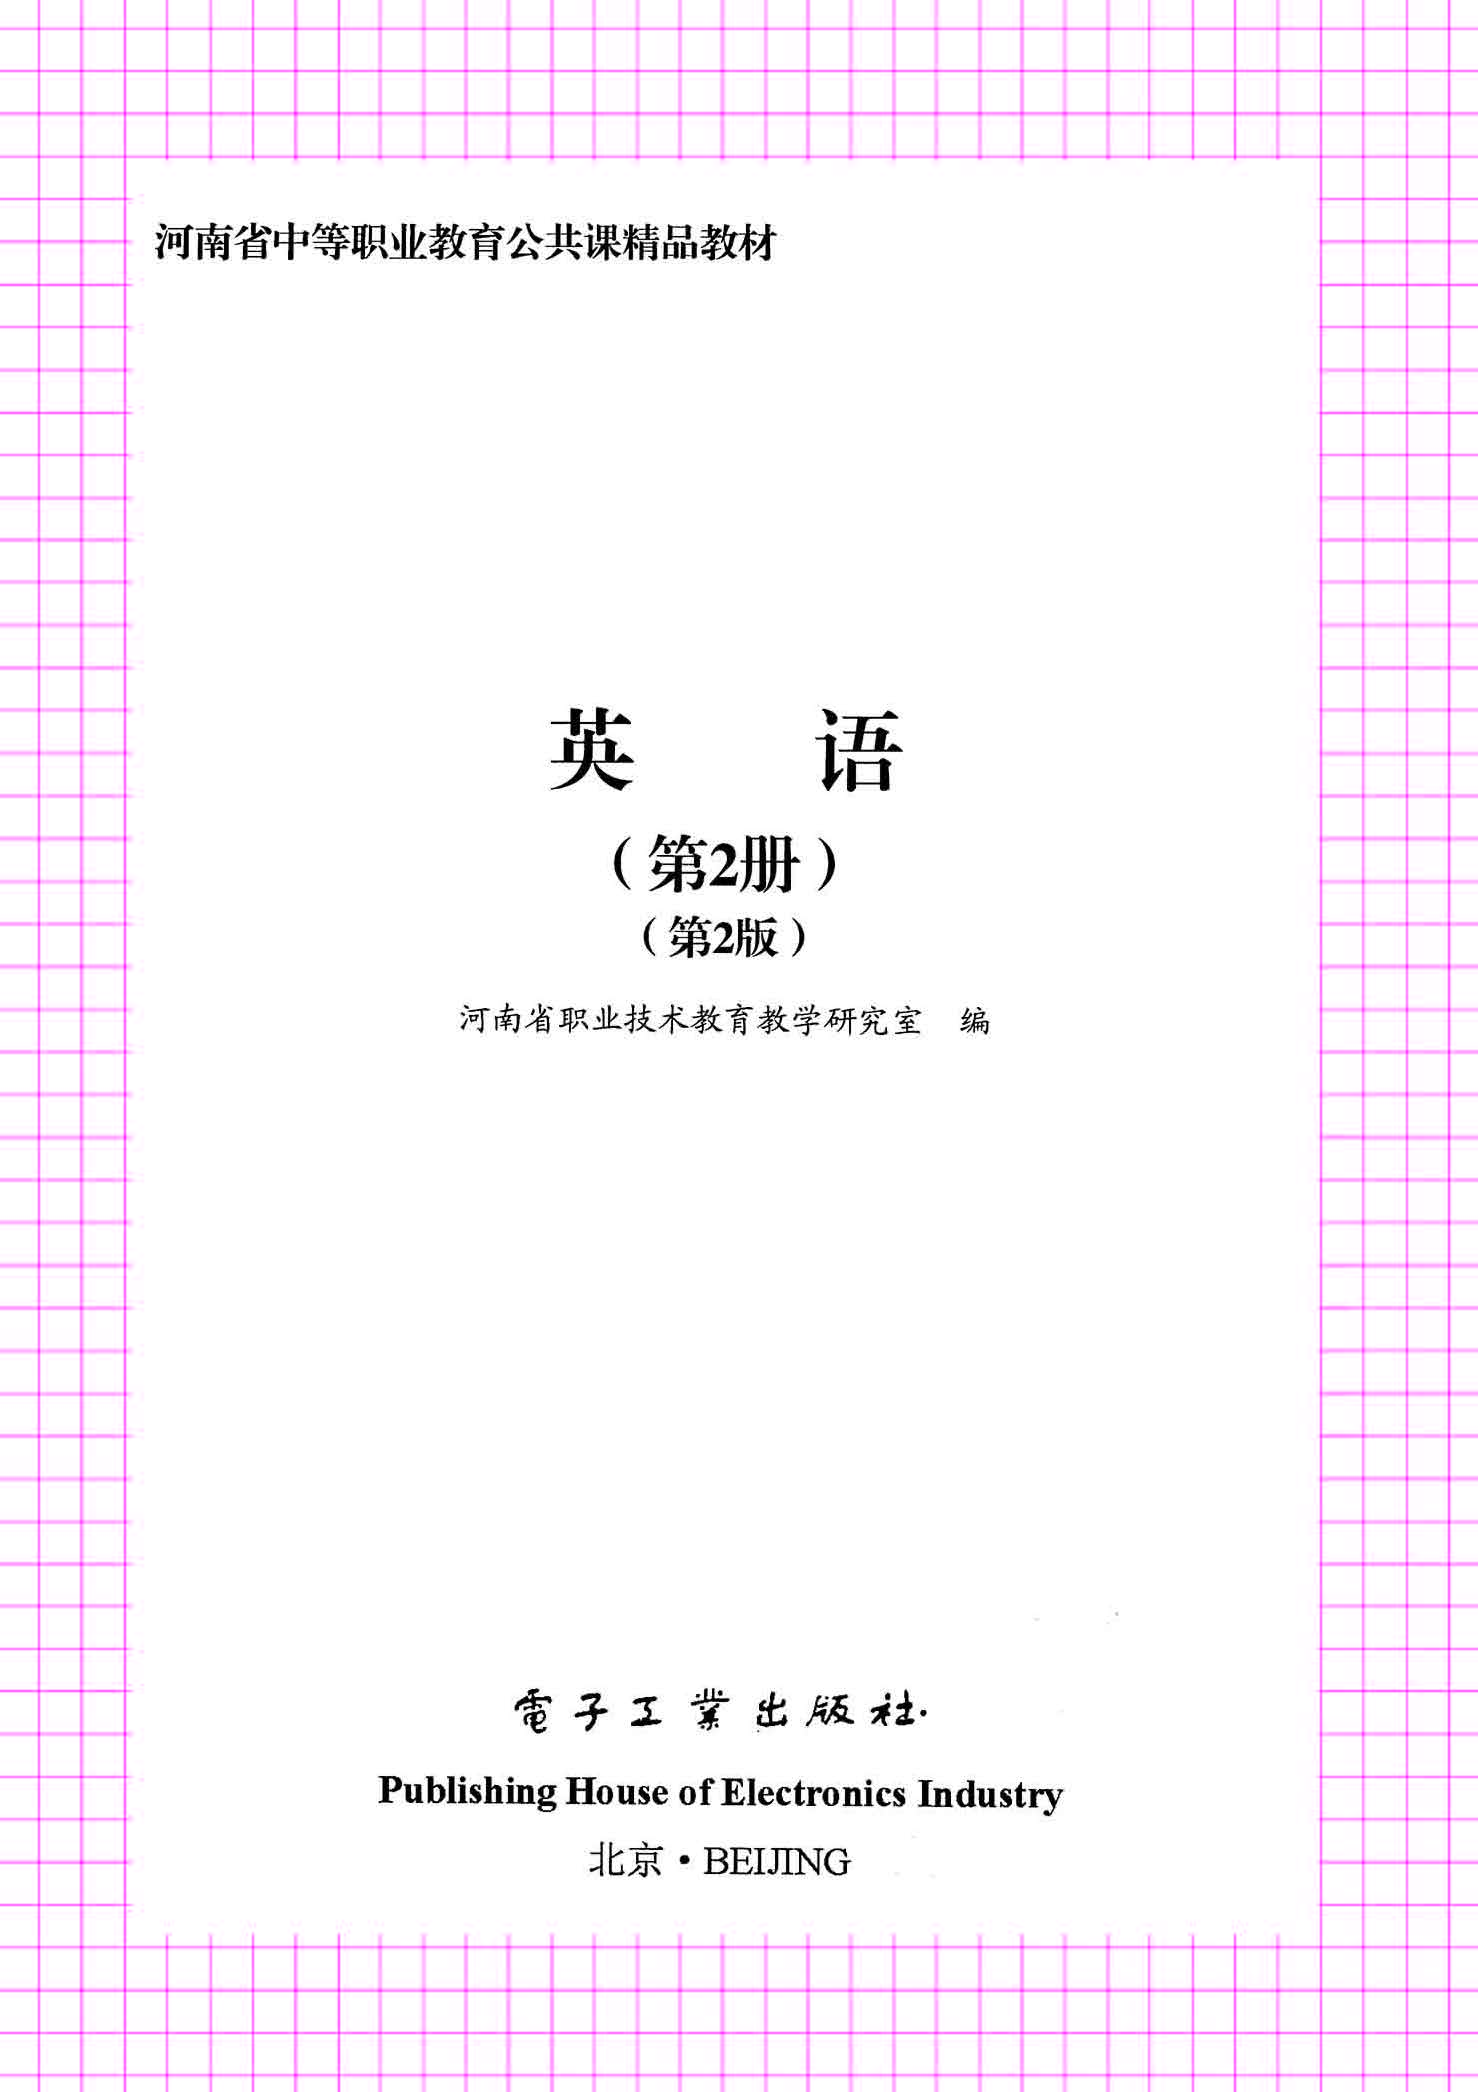 河南省中等职业教育公共课精品教材
英 语
（第2册）
（第2版）
河南省职业技术教育教学研究室 编
電子工業出版社·
Publishing House of Electronics Industry
北京·BEIJING